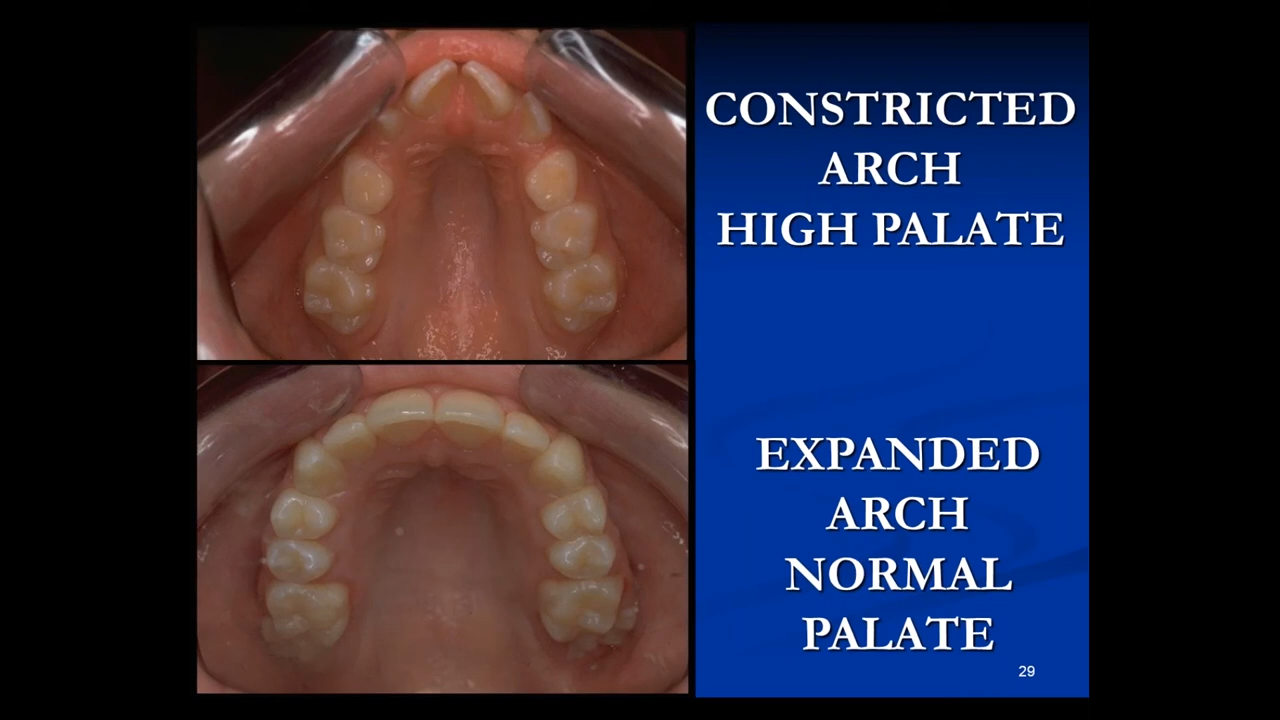 CONSTRICTED
ARCH
HIGH PALATE
EXPANDED
ARCH
NORMAL
PALATE
29